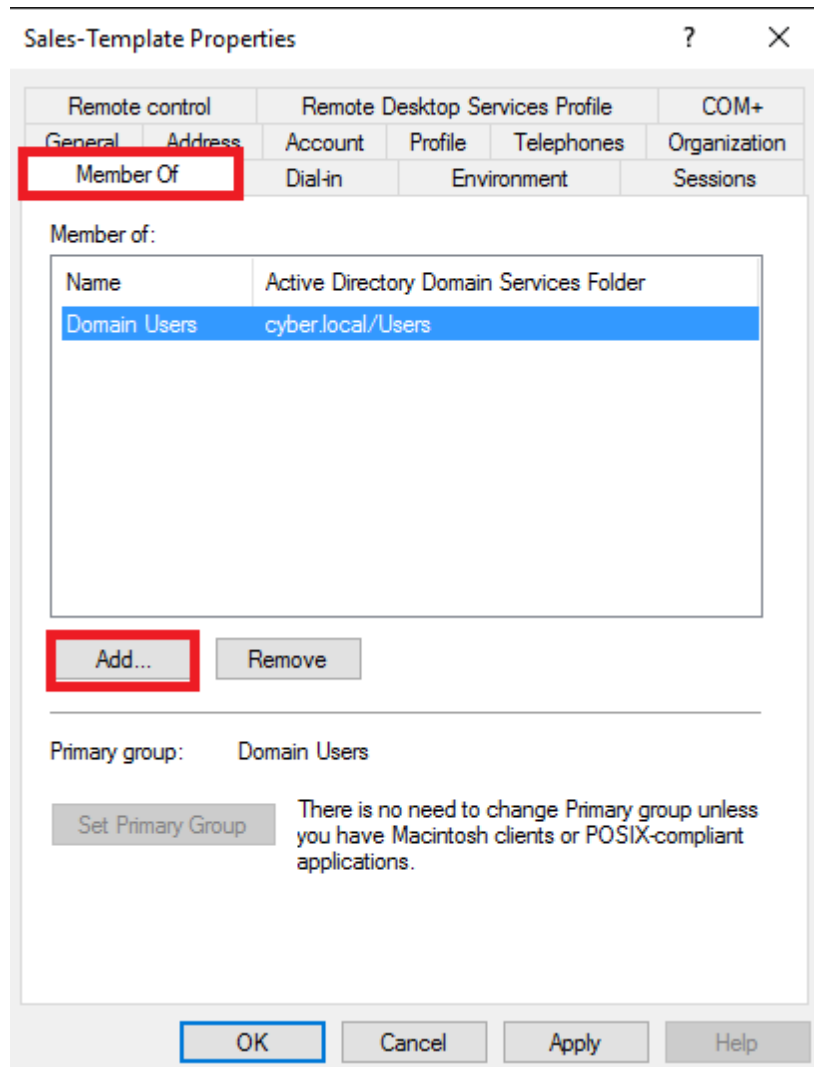 Sales-Template Properties ? ×
Remote control Remote Desktop Services Profile COM+
General Address Account Profile Telephones Organization
Member Of Dial-in Environment Sessions
Member of:
Name Active Directory Domain Services Folder
Domain Users cyber.local/Users
Add... Remove
Primary group: Domain Users
Set Primary Group
There is no need to change Primary group unless
you have Macintosh clients or POSIX-compliant
applications.
OK Cancel Apply Help